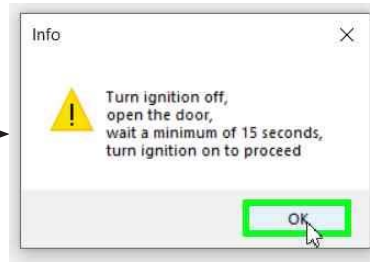 Info
Turn ignition off,
open the door,
wait a minimum of 15 seconds,
turn ignition on to proceed
OK